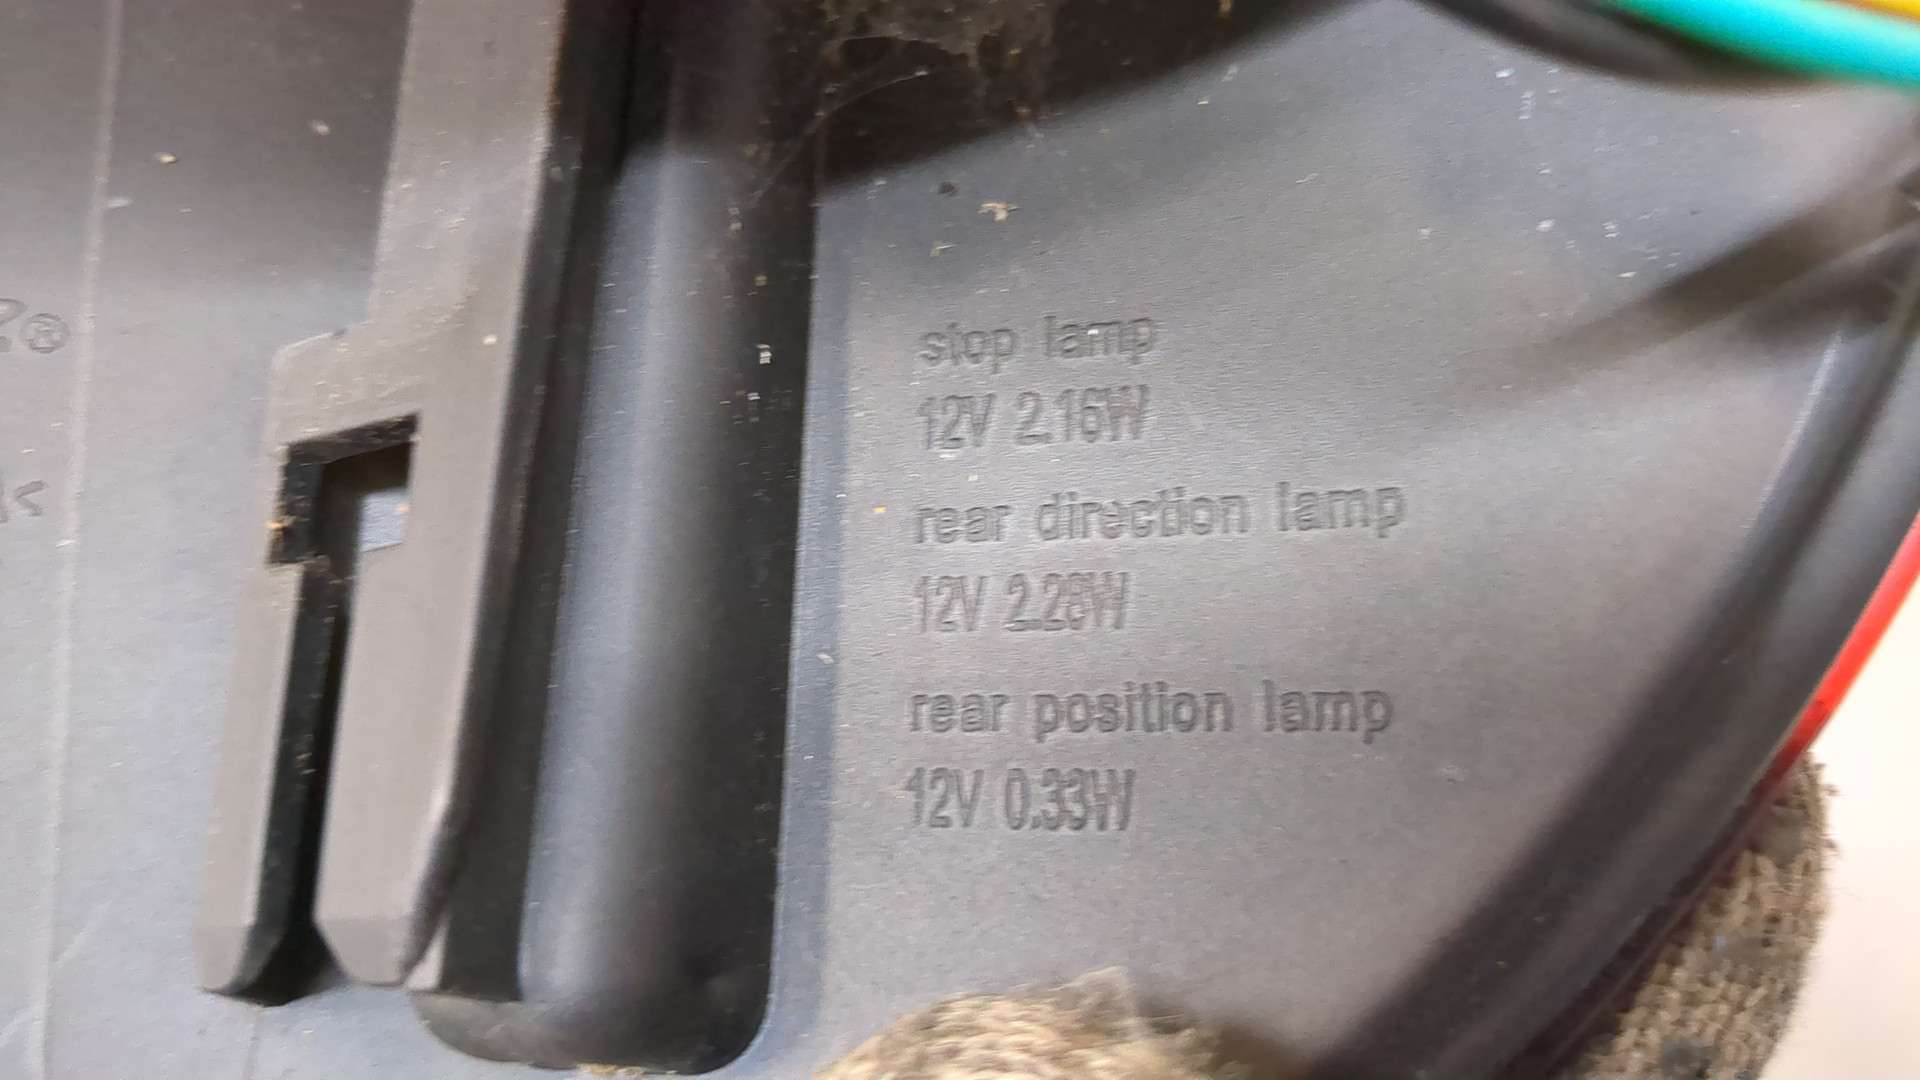 stop lamp
12V 2.16W
rear direction lamp
12V 2.28W
rear position lamp
12V 0.33W
®